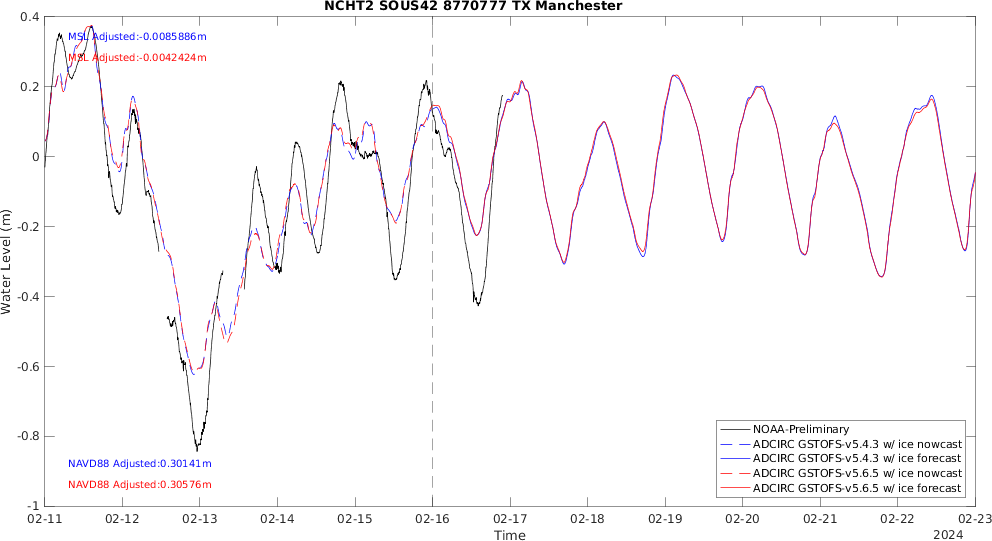 NCHT2 SOUS42 8770777 TX Manchester
0.4
0.2
0
-0.2
-0.4
-0.6
-0.8
-1
Water Level (m)
MSL Adjusted:-0.0085886m
MSL Adjusted:-0.0042424m
NAVD88 Adjusted:0.30141m
NAVD88 Adjusted:0.30576m
NOAA-Preliminary
ADCIRC GSTOFS-v5.4.3 w/ ice nowcast
ADCIRC GSTOFS-v5.4.3 w/ ice forecast
ADCIRC GSTOFS-v5.6.5 w/ ice nowcast
ADCIRC GSTOFS-v5.6.5 w/ ice forecast
02-11 02-12 02-13 02-14 02-15 02-16 02-17 02-18 02-19 02-20 02-21 02-22 02-23
Time
2024